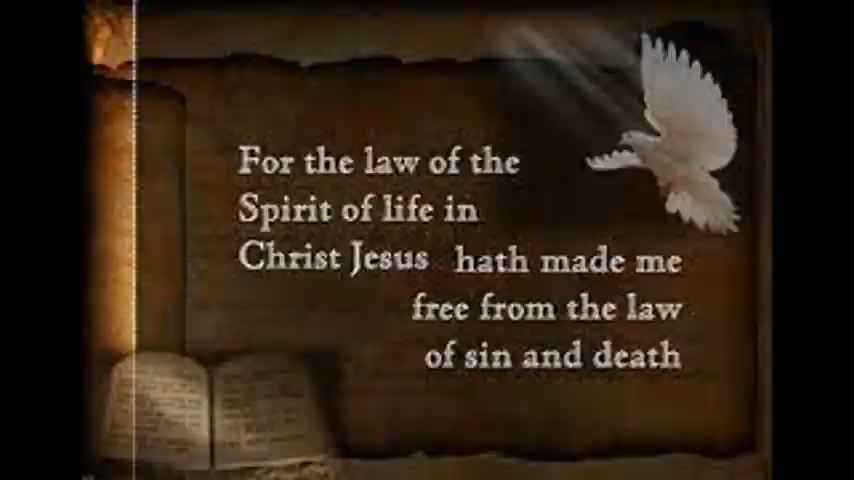 For the law of the
Spirit of life in
Christ Jesus hath made me
free from the law
of sin and death